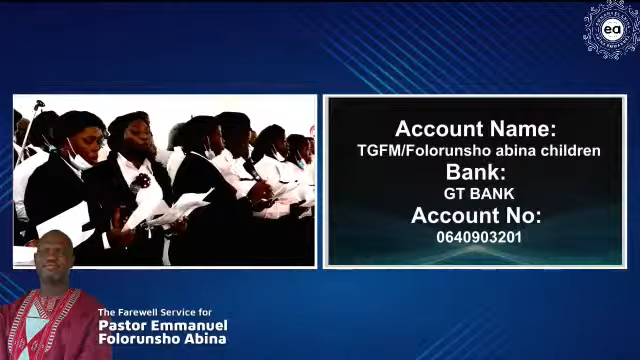 ea
Account Name:
TGFM/Folorunsho abina children
Bank:
GT BANK
Account No:
0640903201
The Farewell Service for
Pastor Emmanuel
Folorunsho Abina